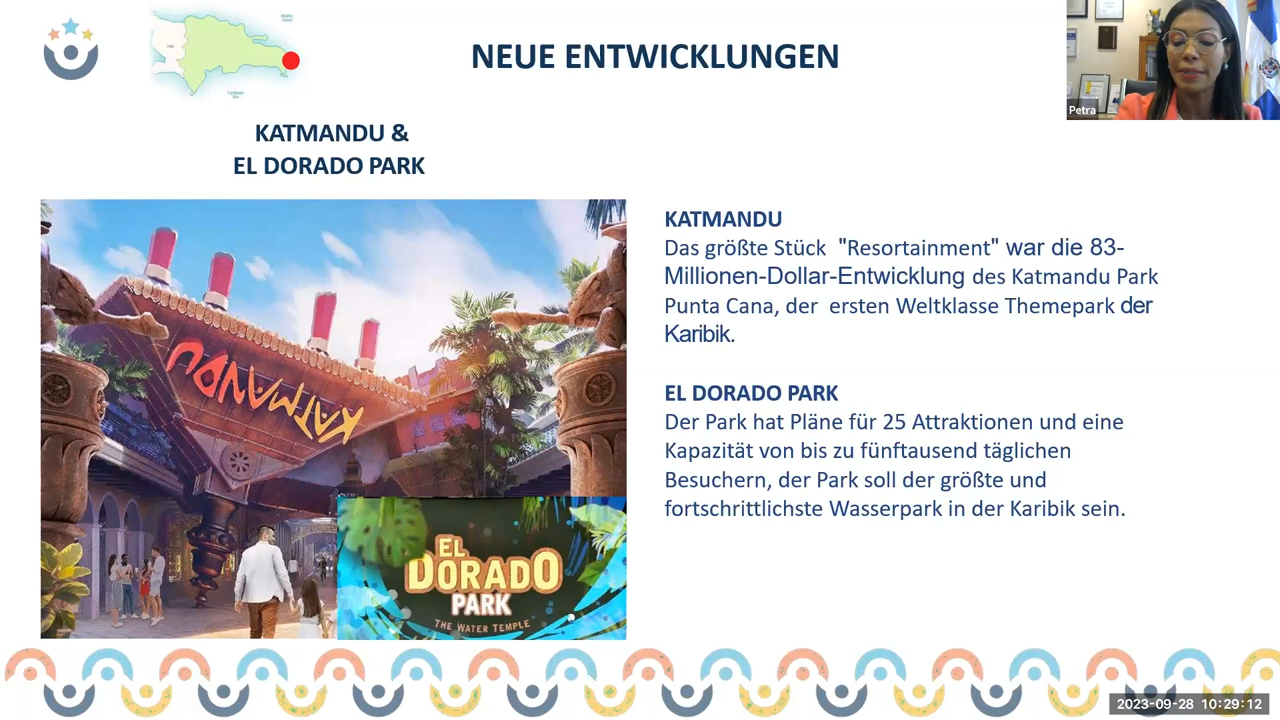 NEUE ENTWICKLUNGEN
Petra
KATMANDU &
EL DORADO PARK
KATMANDU
EL
DORADO
PARK
THE WATER TEMPLE
KATMANDU
Das größte Stück "Resortainment" war die 83-
Millionen-Dollar-Entwicklung des Katmandu Park
Punta Cana, der ersten Weltklasse Themepark der
Karibik.
EL DORADO PARK
Der Park hat Pläne für 25 Attraktionen und eine
Kapazität von bis zu fünftausend täglichen
Besuchern, der Park soll der größte und
fortschrittlichste Wasserpark in der Karibik sein.
2023-09-28 10:29:12